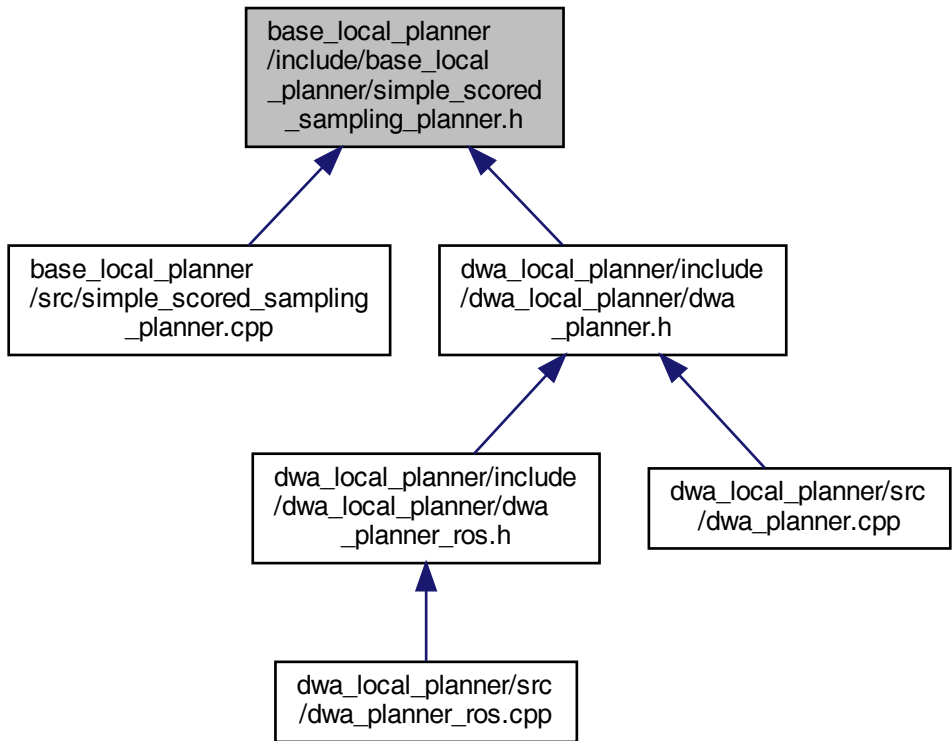 base_local_planner
/include/base_local
_planner/simple_scored
_sampling_planner.h
base_local_planner
/src/simple_scored_sampling
_planner.cpp
dwa_local_planner/include
/dwa_local_planner/dwa
_planner.h
dwa_local_planner/include
/dwa_local_planner/dwa
_planner_ros.h
dwa_local_planner/src
/dwa_planner.cpp
dwa_local_planner/src
/dwa_planner_ros.cpp